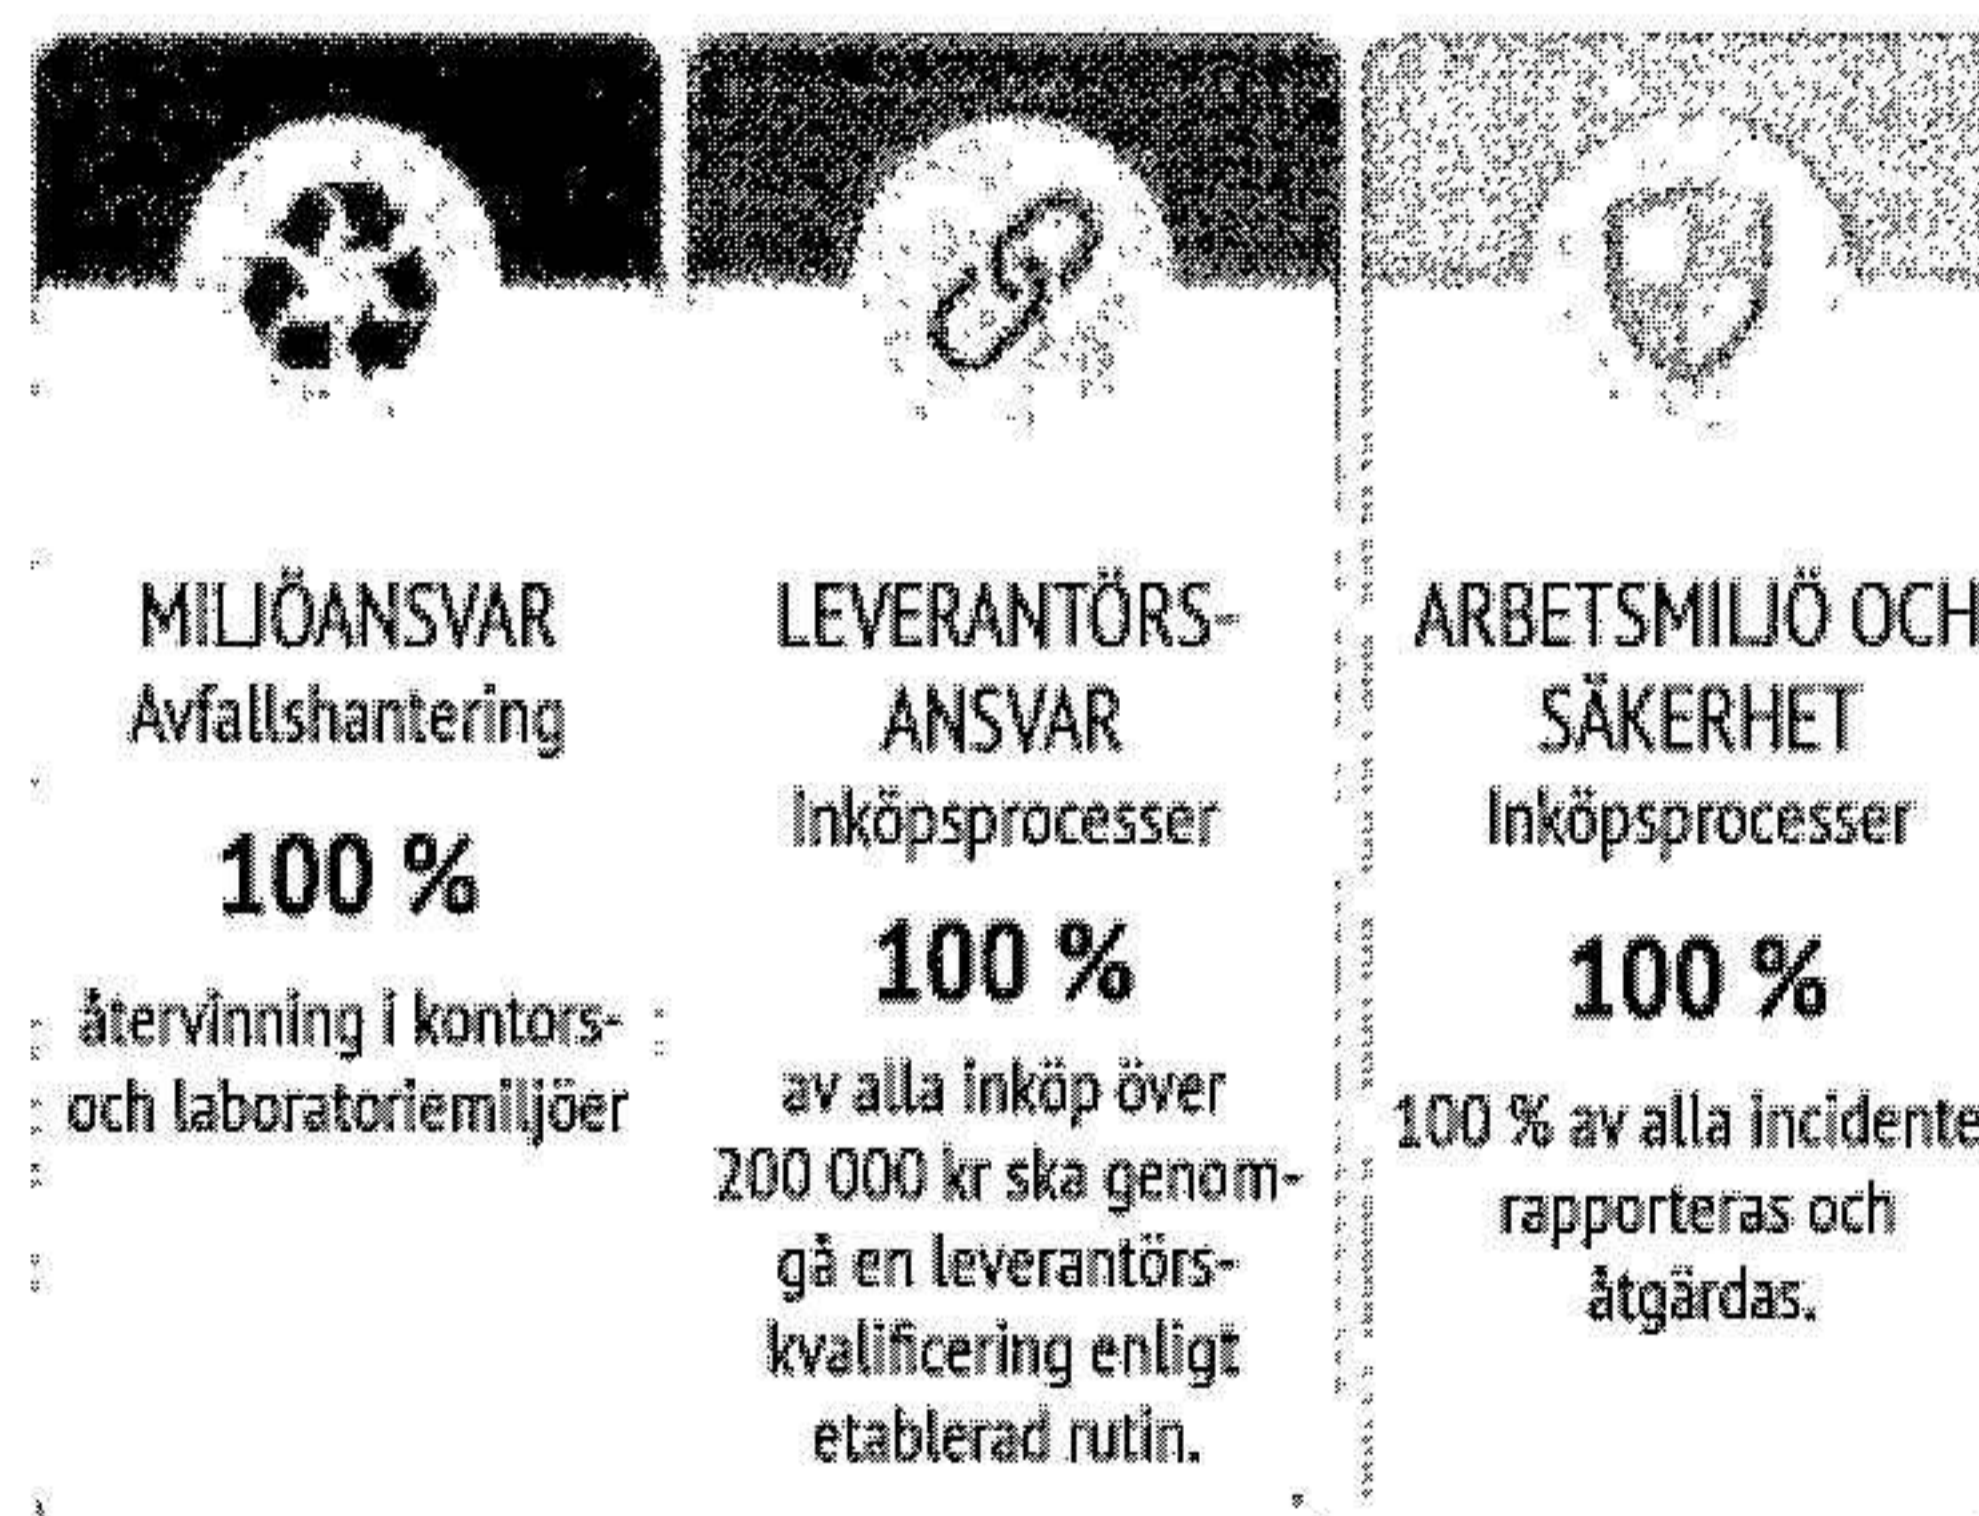 MILJÖANSVAR
Avfallshantering
100 %
återvinning i kontors-
och laboratoriemiljöer
LEVERANTÖRS-
ANSVAR
Inköpsprocesser
100 %
av alla inköp över
200 000 kr ska genom-
gå en leverantörs-
kvalificering enligt
etablerad rutin.
ARBETSMILJÖ OCH
SÄKERHET
Inköpsprocesser
100 %
100 % av alla incidente
rapporteras och
åtgärdas.